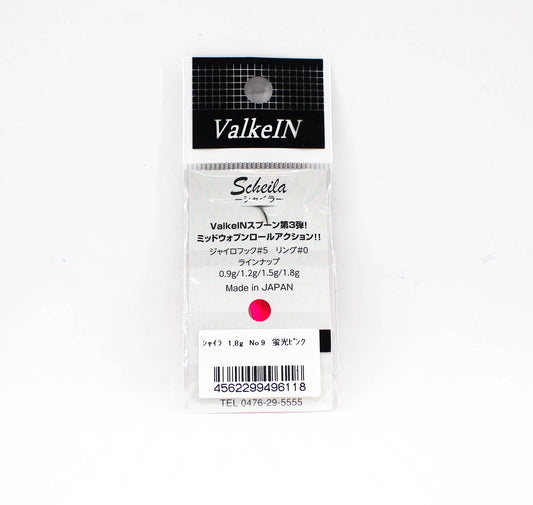 ValkeIN
Scheila
ーシャイラー
ValkeINスプーン第3弾!
ミッドウォブンロールアクション!!
ジャイロフック#5 リング#0
ラインナップ
0.9g/1.2g/1.5g/1.8g
Made in JAPAN
ｼｬｲﾗ 1,8g No9 蛍光ﾋﾟﾝｸ
4562299496118
TEL 0476-29-5555